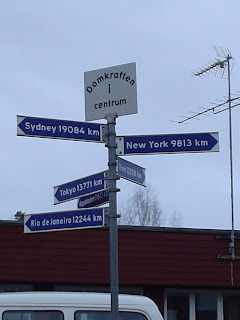 Domkraften
i
centrum
Sydney 19084 km
New York 9813 km
Tokyo 13771 km
Rio de Janeiro 12244 km